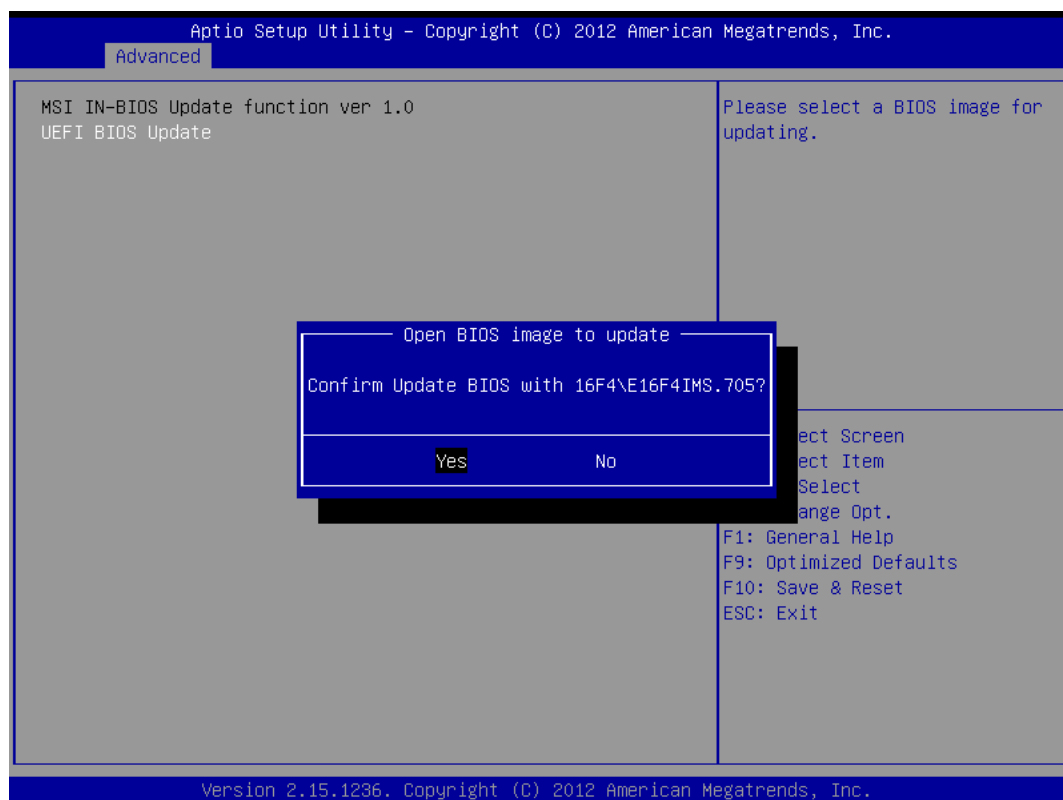 Aptio Setup Utility – Copyright (C) 2012 American Megatrends, Inc.
Advanced
MSI IN-BIOS Update function ver 1.0
UEFI BIOS Update
Please select a BIOS image for
updating.
Open BIOS image to update
Confirm Update BIOS with 16F4\E16F4IMS.705?
Yes No
ect Screen
ect Item
Select
ange Opt.
F1: General Help
F9: Optimized Defaults
F10: Save & Reset
ESC: Exit
Version 2.15.1236. Copyright (C) 2012 American Megatrends, Inc.